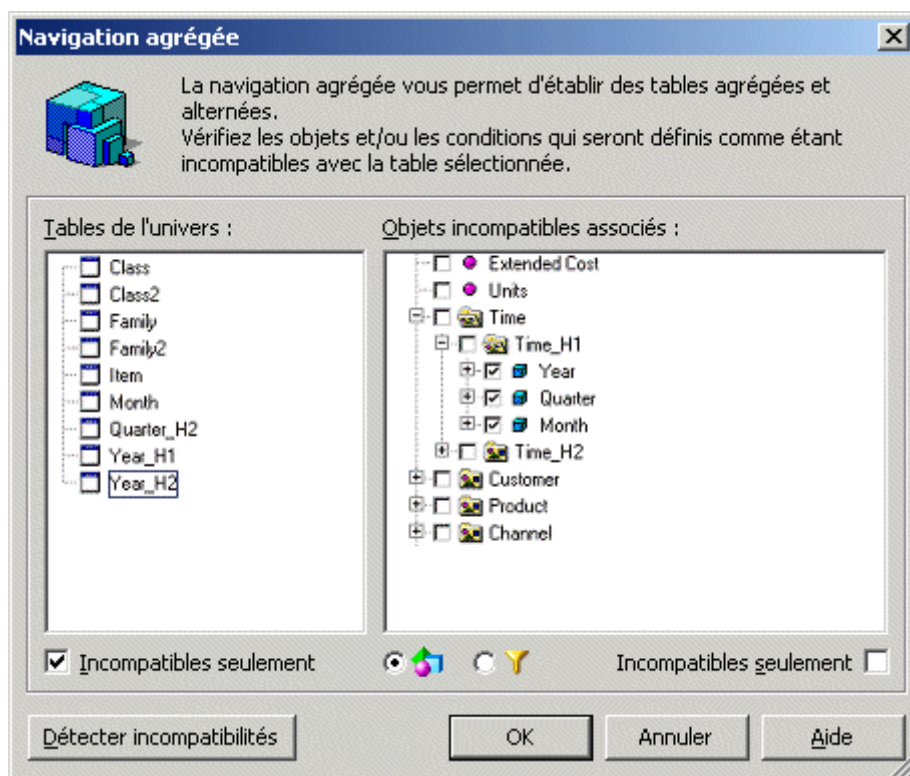 Navigation agrégée
La navigation agrégée vous permet d'établir des tables agrégées et
alternées.
Vérifiez les objets et/ou les conditions qui seront définis comme étant
incompatibles avec la table sélectionnée.
Tables de l'univers :
Class
Class2
Family
Family2
Item
Month
Quarter_H2
Year_H1
Year_H2
Objets incompatibles associés :
Extended Cost
Units
Time
Time_H1
Year
Quarter
Month
Time_H2
Customer
Product
Channel
Incompatibles seulement
Incompatibles seulement
Détecter incompatibilités
OK
Annuler
Aide